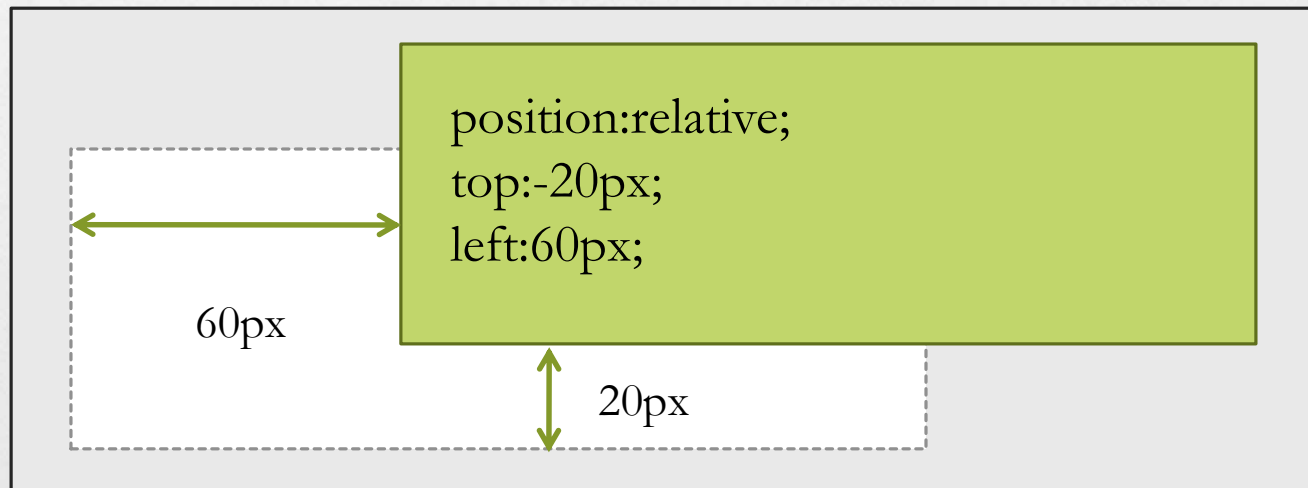 position:relative;
top:-20px;
left:60px;
60px
20px